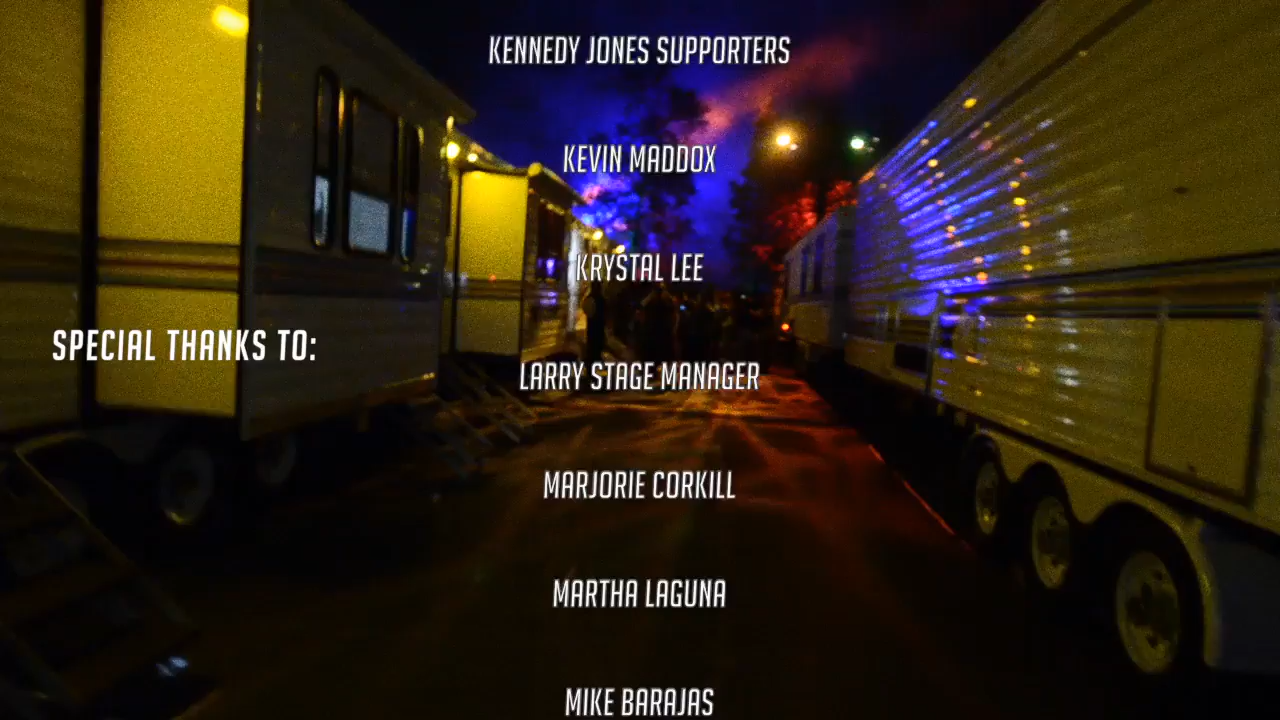 KENNEDY JONES SUPPORTERS
KEVIN MADDOX
KRYSTAL LEE
SPECIAL THANKS TO:
LARRY STAGE MANAGER
MARJORIE CORKILL
MARTHA LAGUNA
MIKE BARAJAS